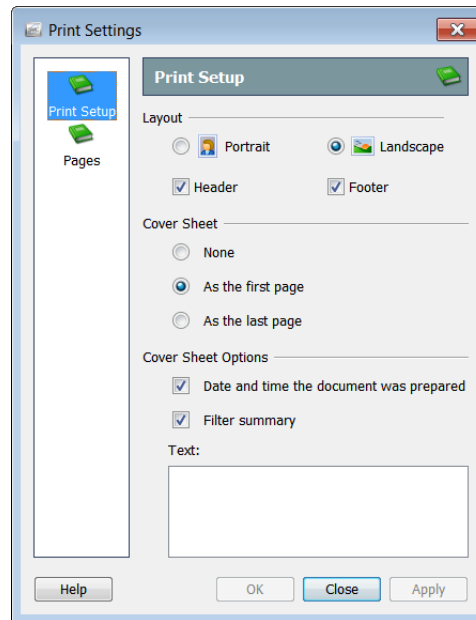 Print Settings
Print Setup
Pages
Print Setup
Layout
Portrait
Landscape
Header
Footer
Cover Sheet
None
As the first page
As the last page
Cover Sheet Options
Date and time the document was prepared
Filter summary
Text:
Help
OK
Close
Apply